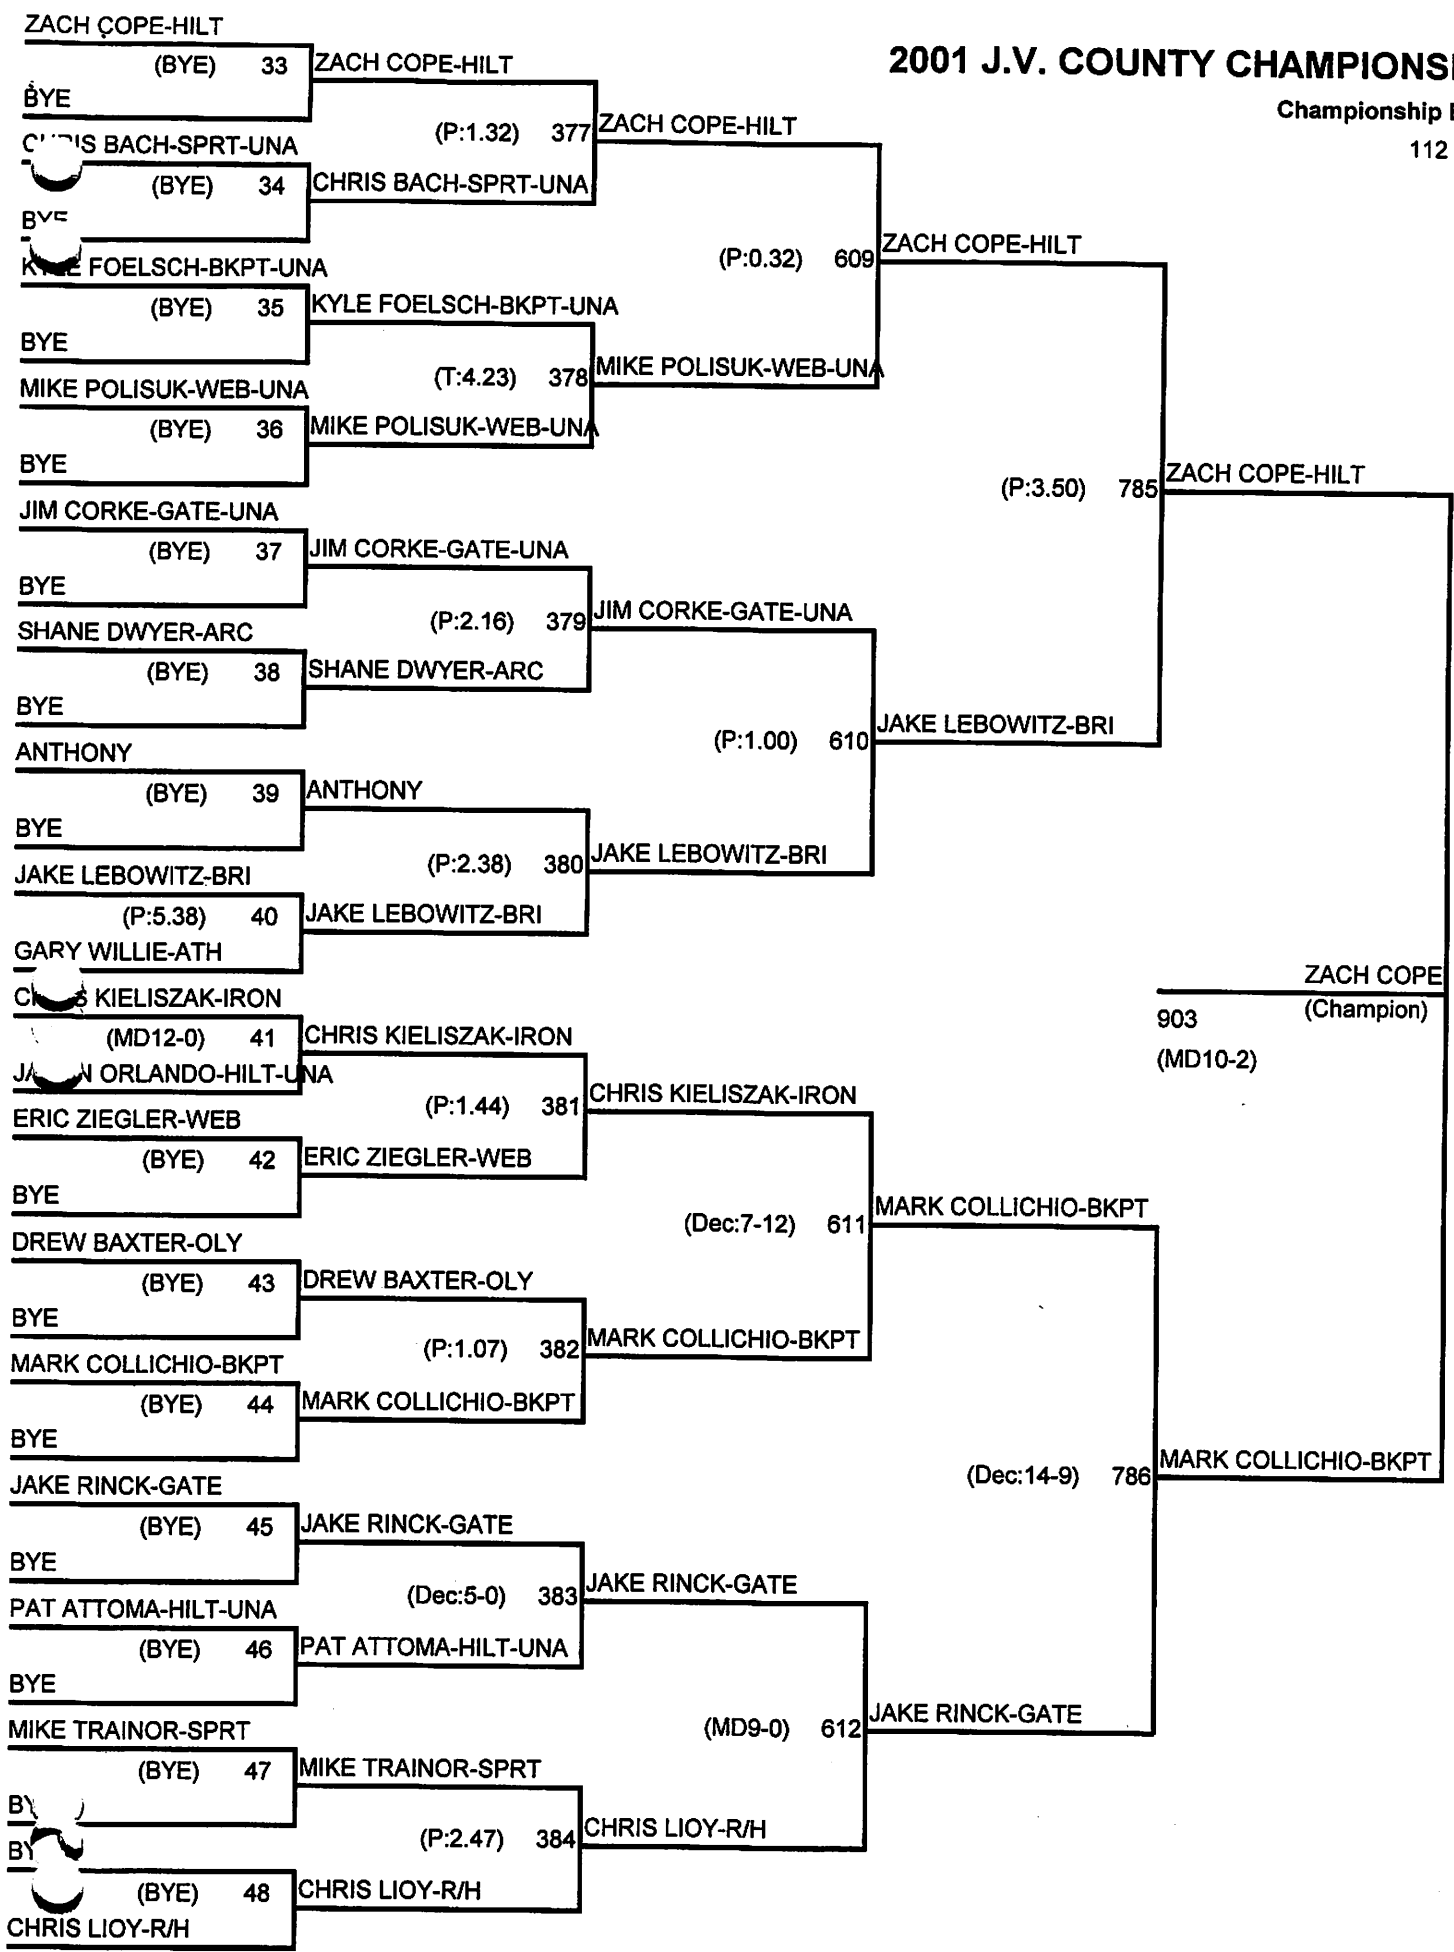 2001 J.V. COUNTY CHAMPIONSI
Championship
112
ZACH COPE-HILT
(BYE) 33
BYE
ZACH COPE-HILT
(P:1.32) 377
BACH-SPRT-UNA
(BYE) 34
CHRIS BACH-SPRT-UNA
ZACH COPE-HILT
(P:0.32) 609
FOELSCH-BKPT-UNA
(BYE) 35
BYE
KYLE FOELSCH-BKPT-UNA
(T:4.23) 378
MIKE POLISUK-WEB-UNA
(BYE) 36
BYE
MIKE POLISUK-WEB-UNA
MIKE POLISUK-WEB-UNA
ZACH COPE-HILT
(P:3.50) 785
JIM CORKE-GATE-UNA
(BYE) 37
BYE
JIM CORKE-GATE-UNA
(P:2.16) 379
SHANE DWYER-ARC
(BYE) 38
BYE
SHANE DWYER-ARC
JIM CORKE-GATE-UNA
(P:1.00) 610
ANTHONY
(BYE) 39
BYE
ANTHONY
(P:2.38) 380
JAKE LEBOWITZ-BRI
(P:5.38) 40
GARY WILLIE-ATH
JAKE LEBOWITZ-BRI
JAKE LEBOWITZ-BRI
JAKE LEBOWITZ-BRI
ZACH COPE-HILT
ZACH COPE
(Champion)
903
(MD10-2)
KIELISZAK-IRON
(MD12-0) 41
ORLANDO-HILT-UNA
CHRIS KIELISZAK-IRON
(P:1.44) 381
ERIC ZIEGLER-WEB
(BYE) 42
BYE
ERIC ZIEGLER-WEB
CHRIS KIELISZAK-IRON
(Dec:7-12) 611
DREW BAXTER-OLY
(BYE) 43
BYE
DREW BAXTER-OLY
(P:1.07) 382
MARK COLLICHIO-BKPT
(BYE) 44
BYE
MARK COLLICHIO-BKPT
MARK COLLICHIO-BKPT
MARK COLLICHIO-BKPT
(Dec:14-9) 786
MARK COLLICHIO-BKPT
JAKE RINCK-GATE
(BYE) 45
BYE
JAKE RINCK-GATE
(Dec:5-0) 383
PAT ATTOMA-HILT-UNA
(BYE) 46
BYE
PAT ATTOMA-HILT-UNA
JAKE RINCK-GATE
(MD9-0) 612
JAKE RINCK-GATE
MIKE TRAINOR-SPRT
(BYE) 47
MIKE TRAINOR-SPRT
(P:2.47) 384
CHRIS LIOY-R/H
(BYE) 48
CHRIS LIOY-R/H
CHRIS LIOY-R/H